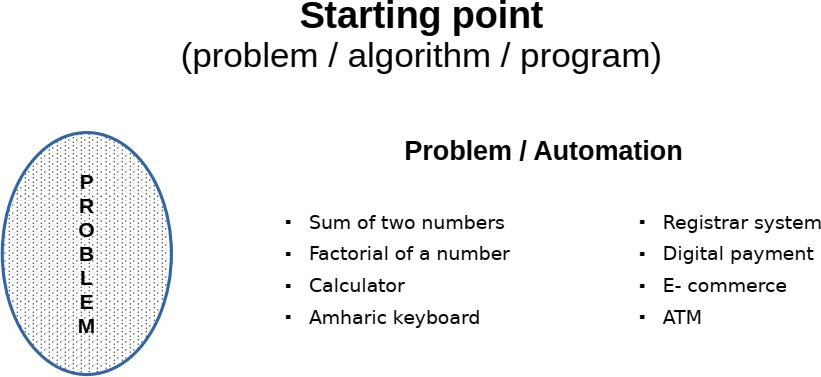 Starting point
(problem / algorithm / program)
Problem / Automation
P
R
O
B
L
E
M
▪ Sum of two numbers
▪ Factorial of a number
▪ Calculator
▪ Amharic keyboard
▪ Registrar system
▪ Digital payment
▪ E- commerce
▪ ATM